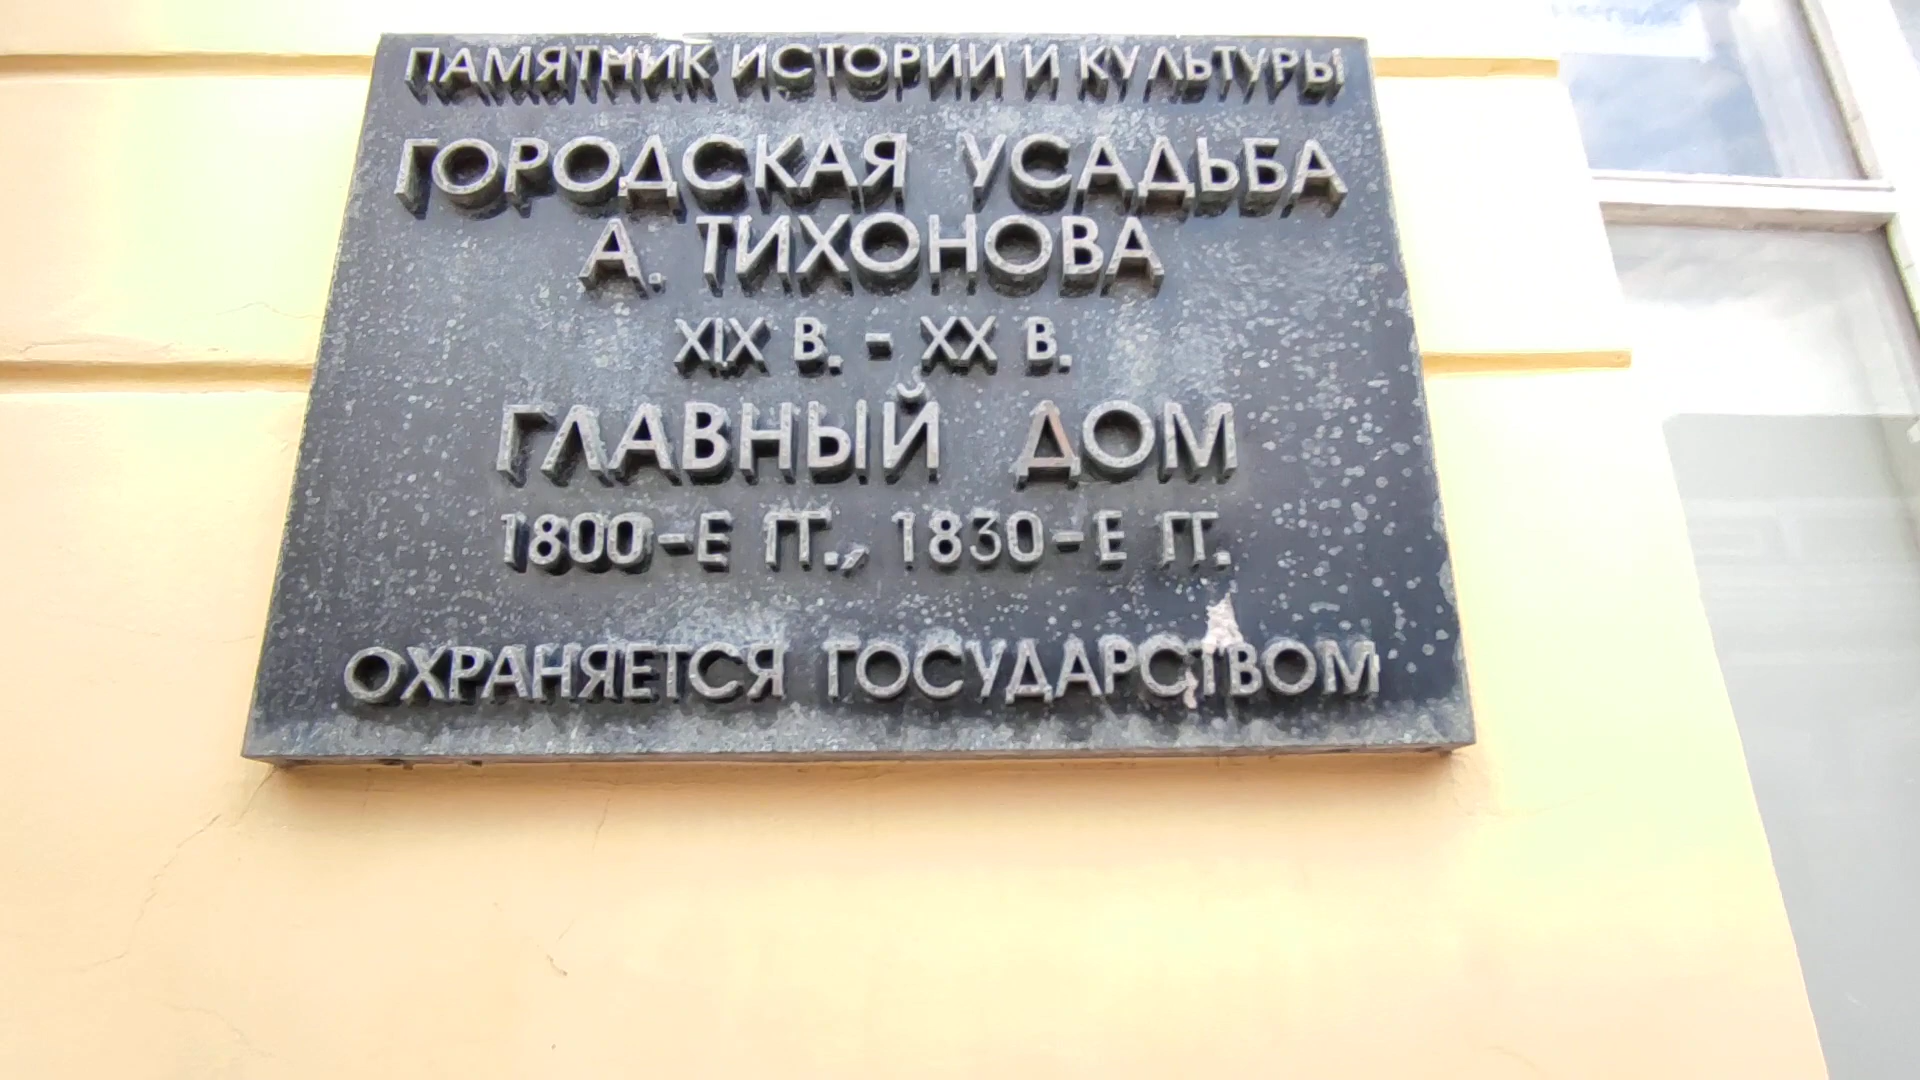 ПАМЯТНИК ИСТОРИИ И КУЛЬТУРЫ
ГОРОДСКАЯ УСАДЬБА
А. ТИХОНОВА
XIX В. - XX В.
ГЛАВНЫЙ ДОМ
1800-Е ГГ., 1830-Е ГГ.
ОХРАНЯЕТСЯ ГОСУДАРСТВОМ